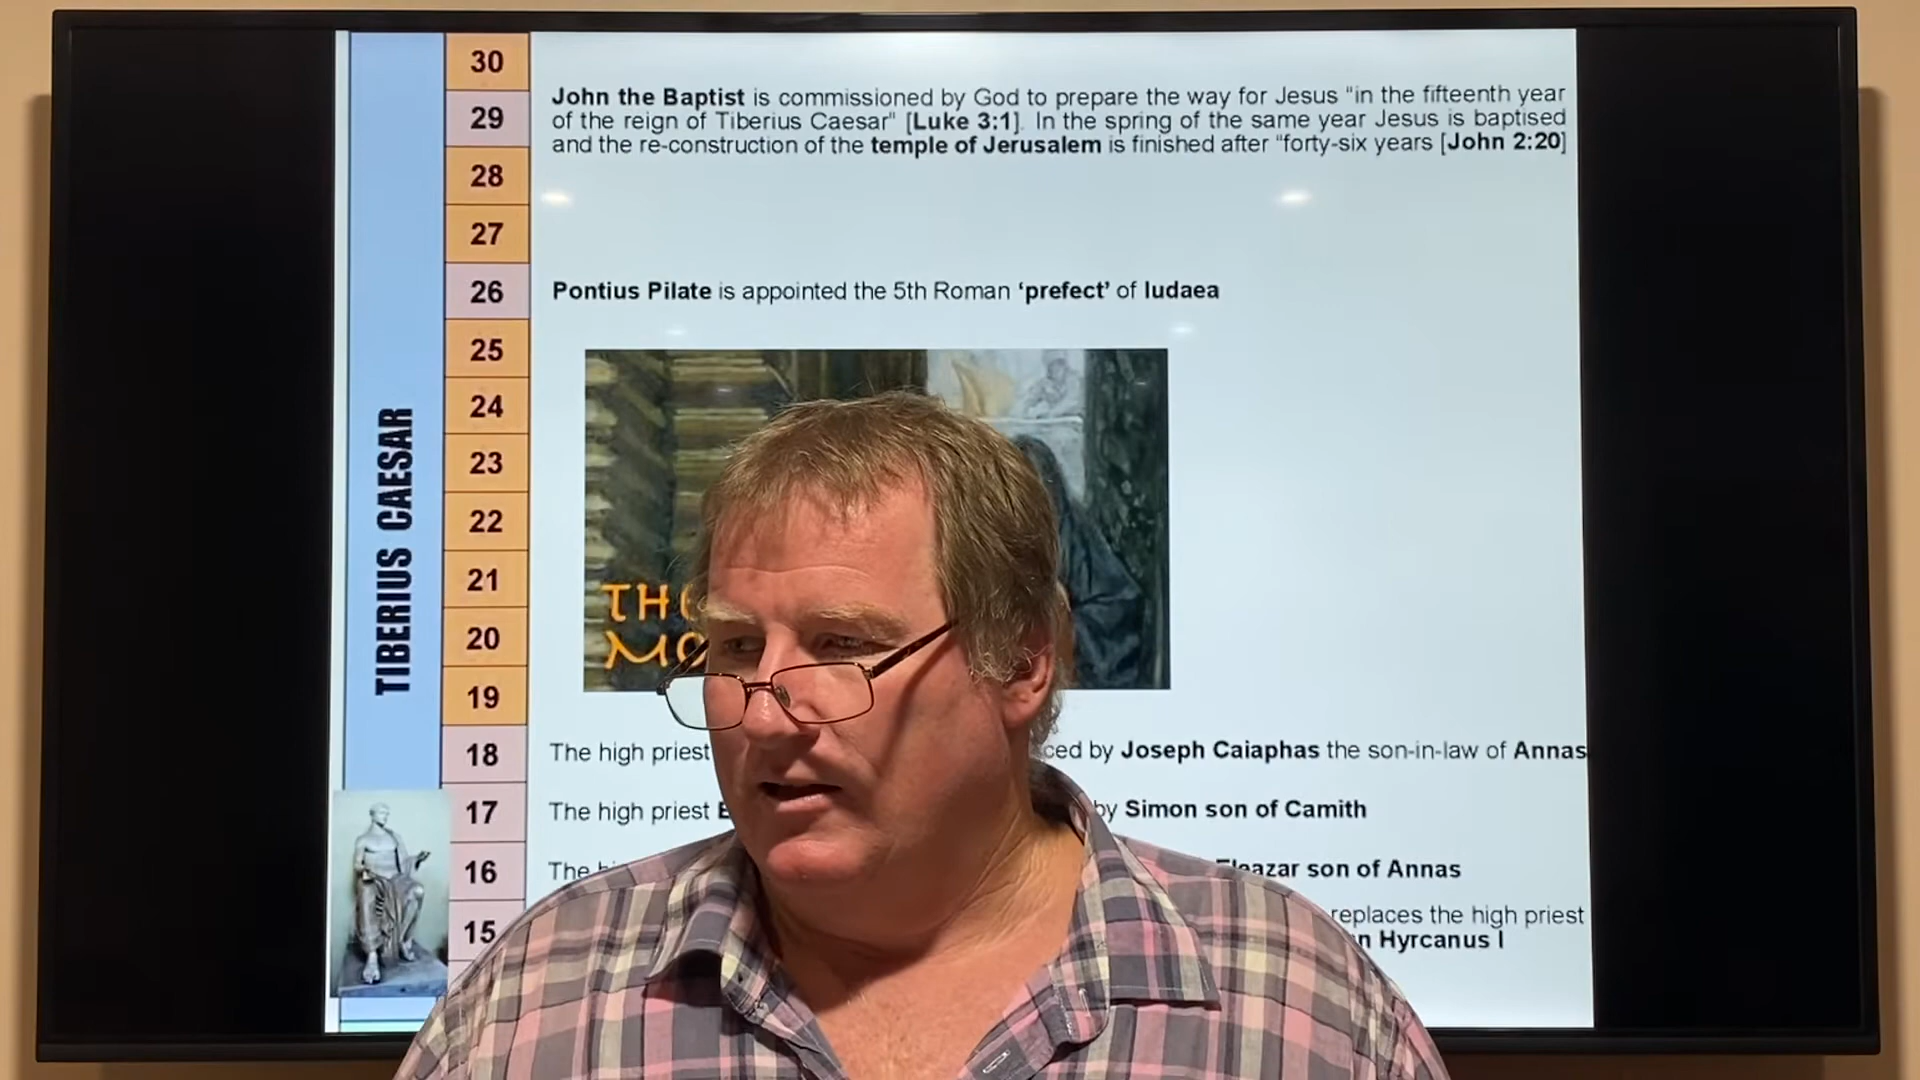 30
John the Baptist is commissioned by God to prepare the way for Jesus "in the fifteenth year
29
of the reign of Tiberius Caesar" [Luke 3:1]. In the spring of the same year Jesus is baptised
and the re-construction of the temple of Jerusalem is finished after "forty-six years [John 2:20]
28
27
26 Pontius Pilate is appointed the 5th Roman ‘prefect’ of Iudaea
25
24
23
22
21
20
19
TIBERIUS CAESAR
18 The high priest by Joseph Caiaphas the son-in-law of Annas
17 The high priest by Simon son of Camith
16 The Eleazar son of Annas
15 replaces the high priest
Hyrcanus I